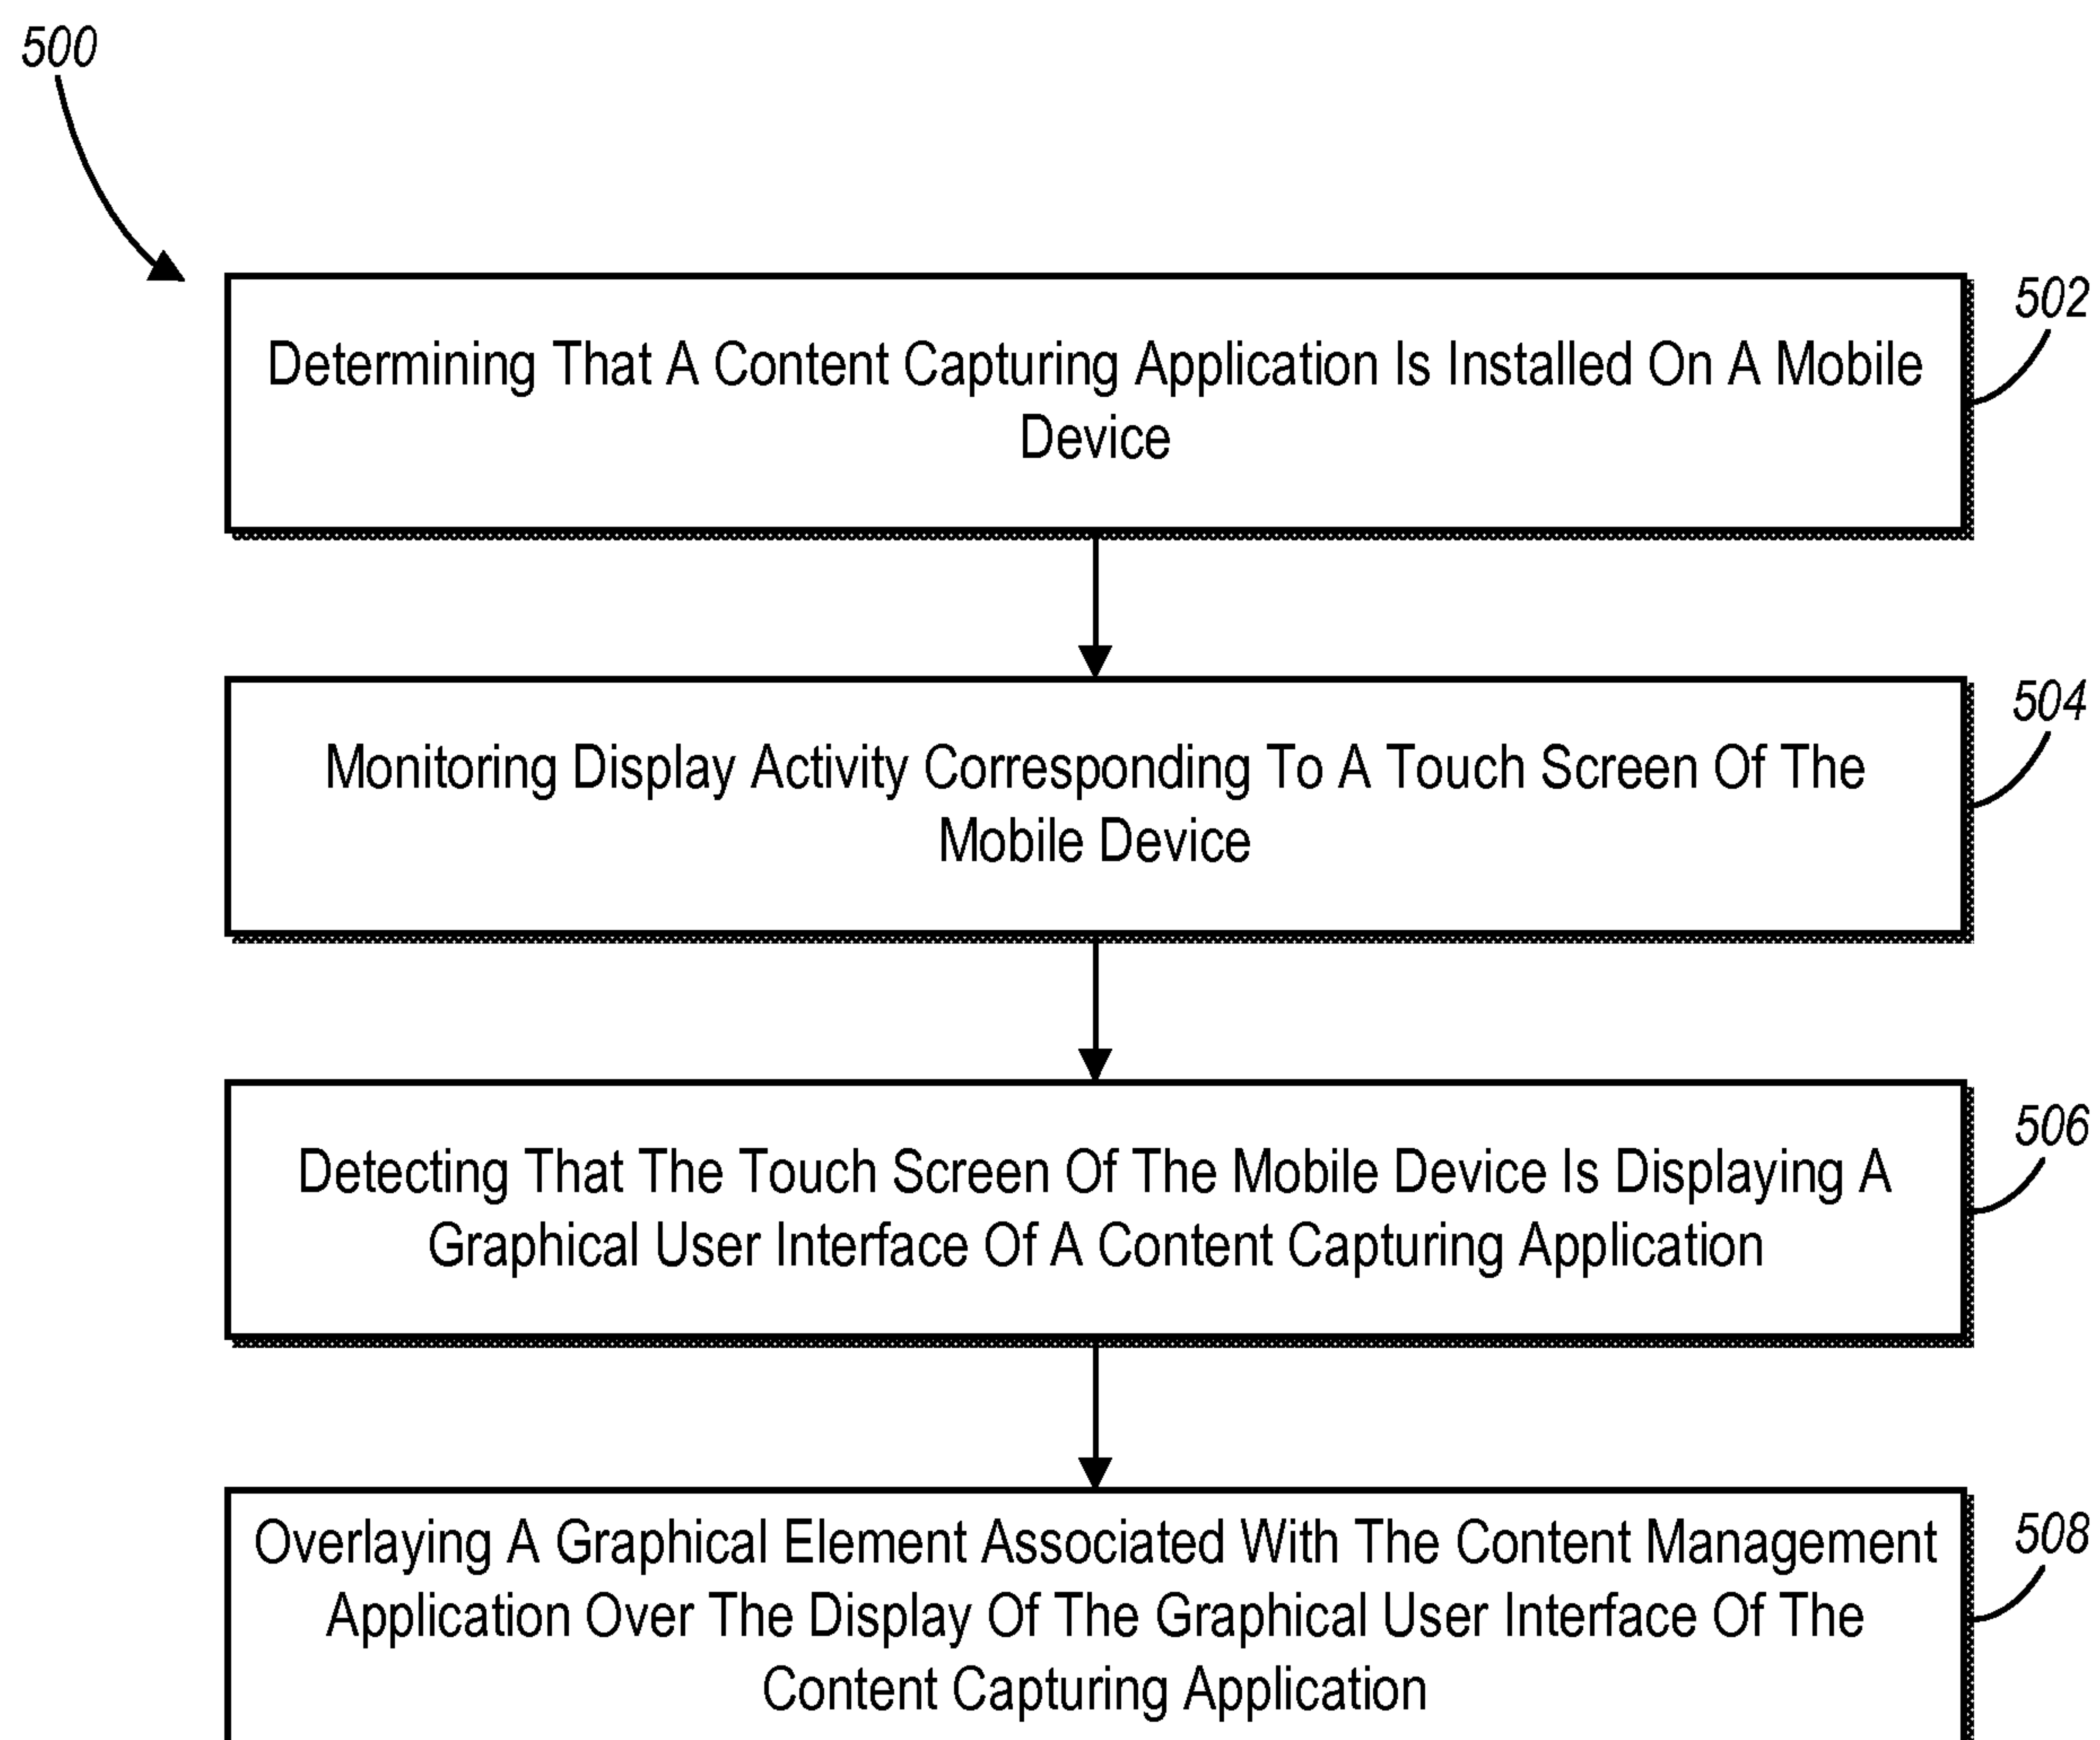 500
502
Determining That A Content Capturing Application Is Installed On A Mobile
Device
504
Monitoring Display Activity Corresponding To A Touch Screen Of The
Mobile Device
506
Detecting That The Touch Screen Of The Mobile Device Is Displaying A
Graphical User Interface Of A Content Capturing Application
508
Overlaying A Graphical Element Associated With The Content Management
Application Over The Display Of The Graphical User Interface Of The
Content Capturing Application